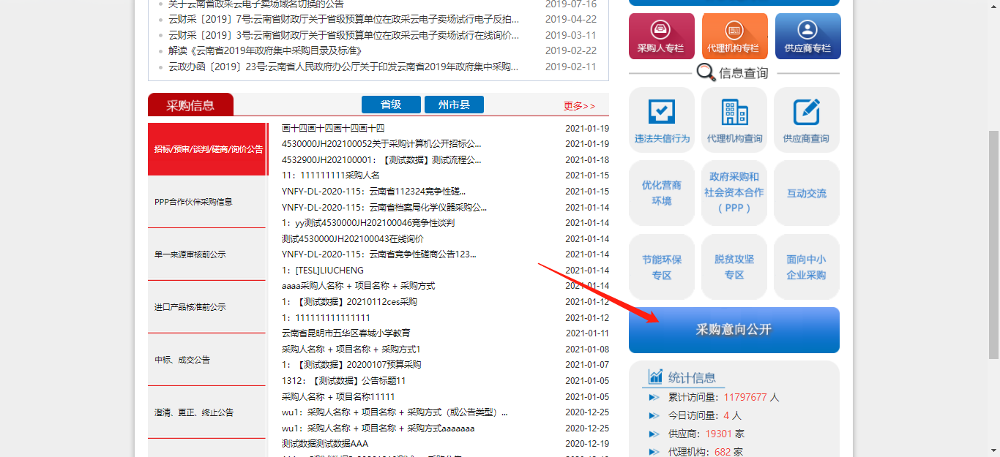 关于云南省政采云电子卖场域名切换的公告 2019-07-16
云财采〔2019〕7号:云南省财政厅关于省级预算单位在政采云电子卖场试行电子反拍... 2019-04-22
云财采〔2019〕3号:云南省财政厅关于省级预算单位在政采云电子卖场试行在线询价... 2019-03-11
解读《云南省2019年政府集中采购目录及标准》 2019-02-22
云政办函〔2019〕23号:云南省人民政府办公厅关于印发云南省2019年政府集中采购... 2019-02-11
采购信息
省级
州市县
更多>>
招标/预审/谈判/磋商/询价公告
PPP合作伙伴采购信息
单一来源审核前公示
进口产品核准前公示
中标、成交公告
澄清、更正、终止公告
画十四画十四画十四画十四 2021-01-19
4530000JH202100052关于采购计算机公开招标公... 2021-01-19
4532900JH202100001：【测试数据】测试流程公... 2021-01-18
11：111111111采购人名 2021-01-15
YNFY-DL-2020-115：云南省112324竞争性磋... 2021-01-15
YNFY-DL-2020-115：云南省档案局化学仪器采购公... 2021-01-14
1：yy测试4530000JH202100046竞争性谈判 2021-01-14
测试4530000JH202100043在线询价 2021-01-14
YNFY-DL-2020-115：云南省竞争性磋商公告123... 2021-01-14
1：[TESL]LIUCHENG 2021-01-14
aaaa采购人名称 + 项目名称 + 采购方式 2021-01-14
1：【测试数据】20210112ces采购 2021-01-12
1：111111111111111 2021-01-12
云南省昆明市五华区春城小学教育 2021-01-11
采购人名称 + 项目名称 + 采购方式1 2021-01-08
1：【测试数据】20200107预算采购 2021-01-07
1312：【测试数据】公告标题11 2021-01-05
采购人名称 + 项目名称11111 2021-01-05
wu1：采购人名称 + 项目名称 + 采购方式（或公告类型）... 2020-12-25
wu1：采购人名称 + 项目名称 + 采购方式aaaaaaa 2020-12-25
测试数据测试数据AAA 2020-12-19
采购人专栏
代理机构专栏
供应商专栏
信息查询
违法失信行为
代理机构查询
供应商查询
优化营商
环境
政府采购和
社会资本合作
（PPP）
互动交流
节能环保
专区
脱贫攻坚
专区
面向中小
企业采购
采购意向公开
统计信息
累计访问量：11797677 人
今日访问量：4 人
供应商：19301 家
代理机构：682 家